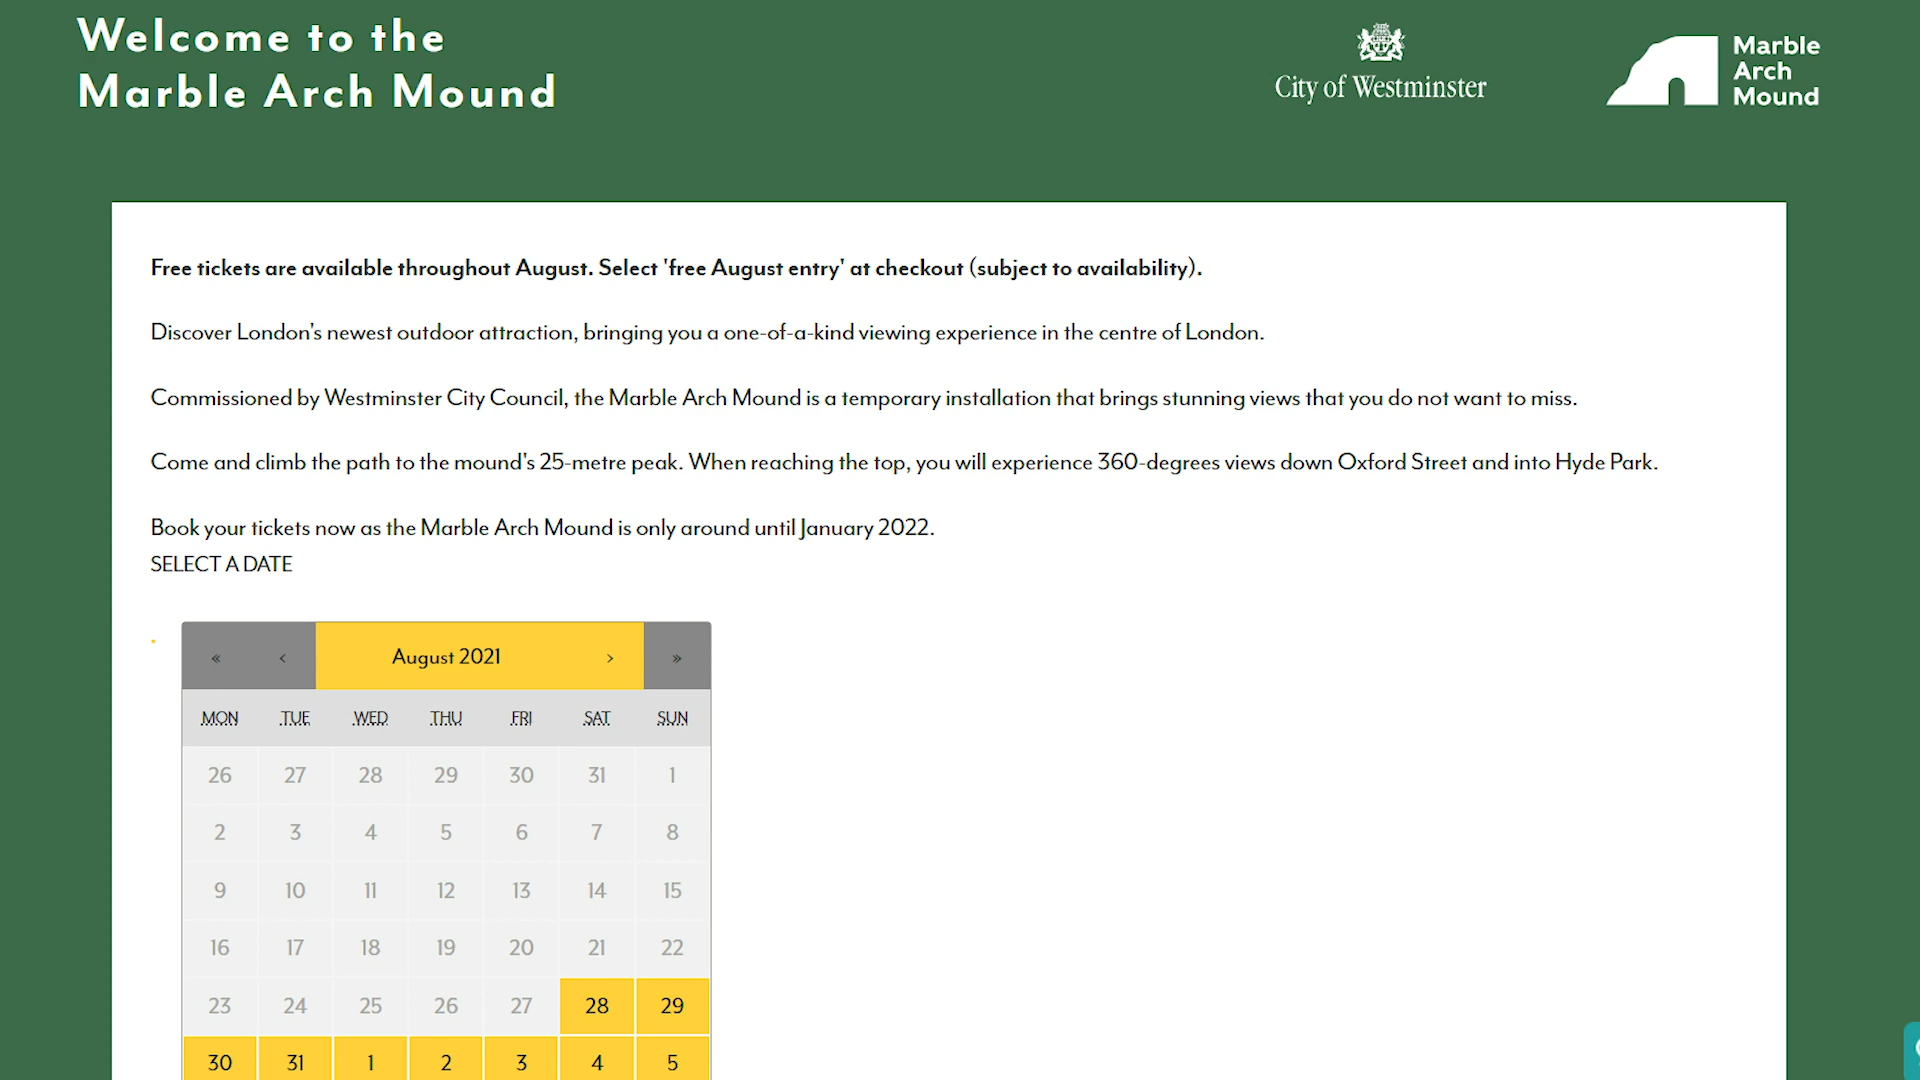 Welcome to the
Marble Arch Mound
City of Westminster
Marble
Arch
Mound
Free tickets are available throughout August. Select 'free August entry' at checkout (subject to availability).
Discover London's newest outdoor attraction, bringing you a one-of-a-kind viewing experience in the centre of London.
Commissioned by Westminster City Council, the Marble Arch Mound is a temporary installation that brings stunning views that you do not want to miss.
Come and climb the path to the mound's 25-metre peak. When reaching the top, you will experience 360-degrees views down Oxford Street and into Hyde Park.
Book your tickets now as the Marble Arch Mound is only around until January 2022.
SELECT A DATE
« ‹ August 2021 › »
MON TUE WED THU FRI SAT SUN
26 27 28 29 30 31 1
2 3 4 5 6 7 8
9 10 11 12 13 14 15
16 17 18 19 20 21 22
23 24 25 26 27 28 29
30 31 1 2 3 4 5